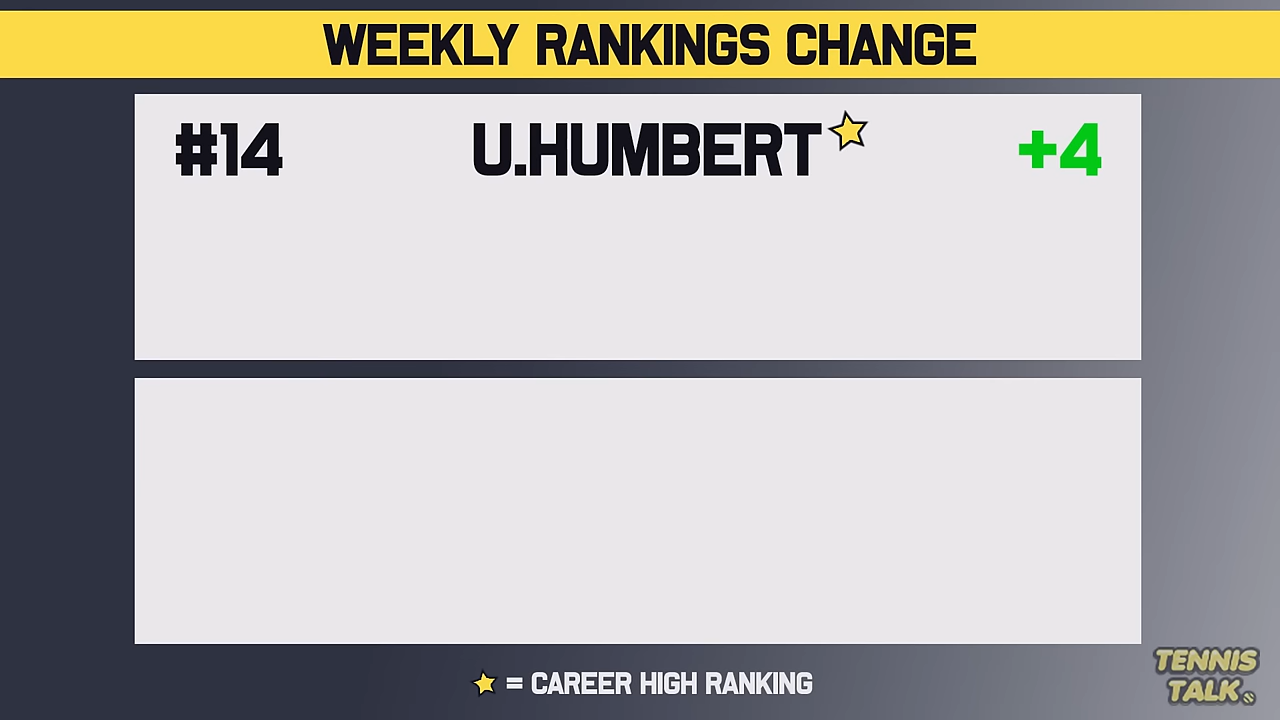 WEEKLY RANKINGS CHANGE
#14 U.HUMBERT +4
= CAREER HIGH RANKING
TENNIS
TALK